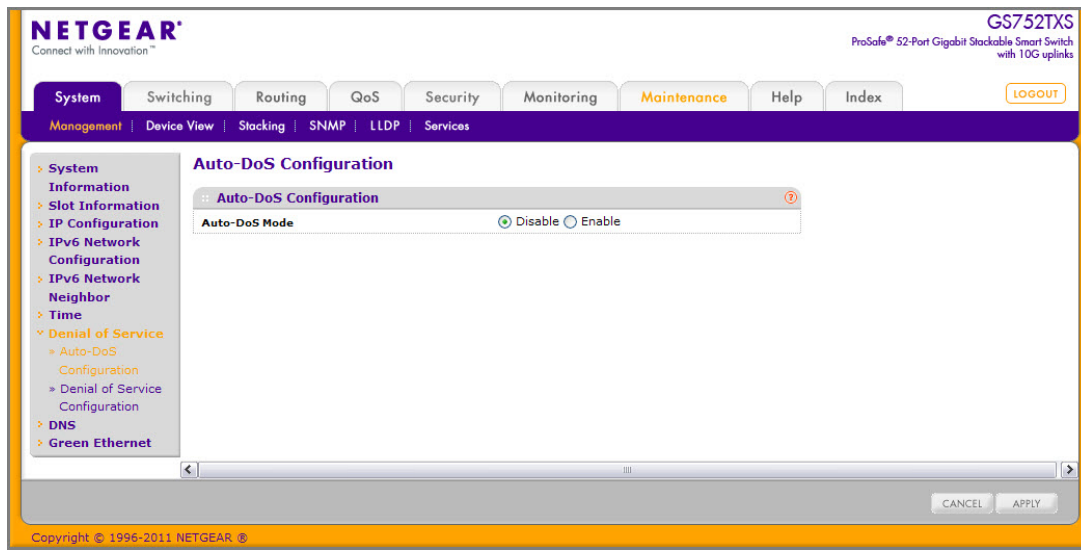 NETGEAR®
Connect with Innovation™
GS752TXS
ProSafe® 52-Port Gigabit Stackable Smart Switch
with 10G uplinks
System Switching Routing QoS Security Monitoring Maintenance Help Index LOGOUT
Management | Device View | Stacking | SNMP | LLDP | Services
System
Information
Slot Information
IP Configuration
IPv6 Network
Configuration
IPv6 Network
Neighbor
Time
Denial of Service
» Auto-DoS
Configuration
» Denial of Service
Configuration
DNS
Green Ethernet
Auto-DoS Configuration
Auto-DoS Configuration ?
Auto-DoS Mode Disable Enable
CANCEL APPLY
Copyright © 1996-2011 NETGEAR ®